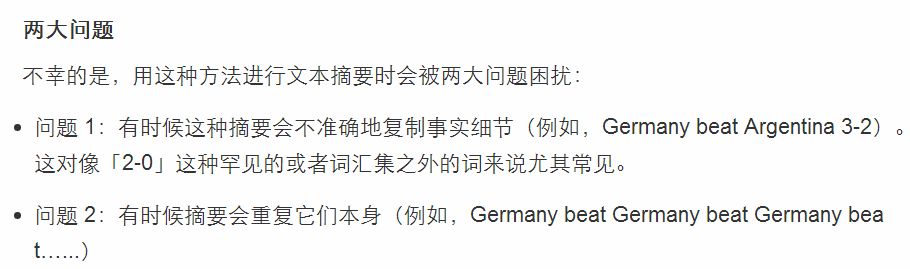 两大问题
不幸的是，用这种方法进行文本摘要时会被两大问题困扰：
• 问题 1：有时候这种摘要会不准确地复制事实细节（例如，Germany beat Argentina 3-2）。
这对像「2-0」这种罕见的或者词汇集之外的词来说尤其常见。
• 问题 2：有时候摘要会重复它们本身（例如，Germany beat Germany beat Germany bea
t…...）